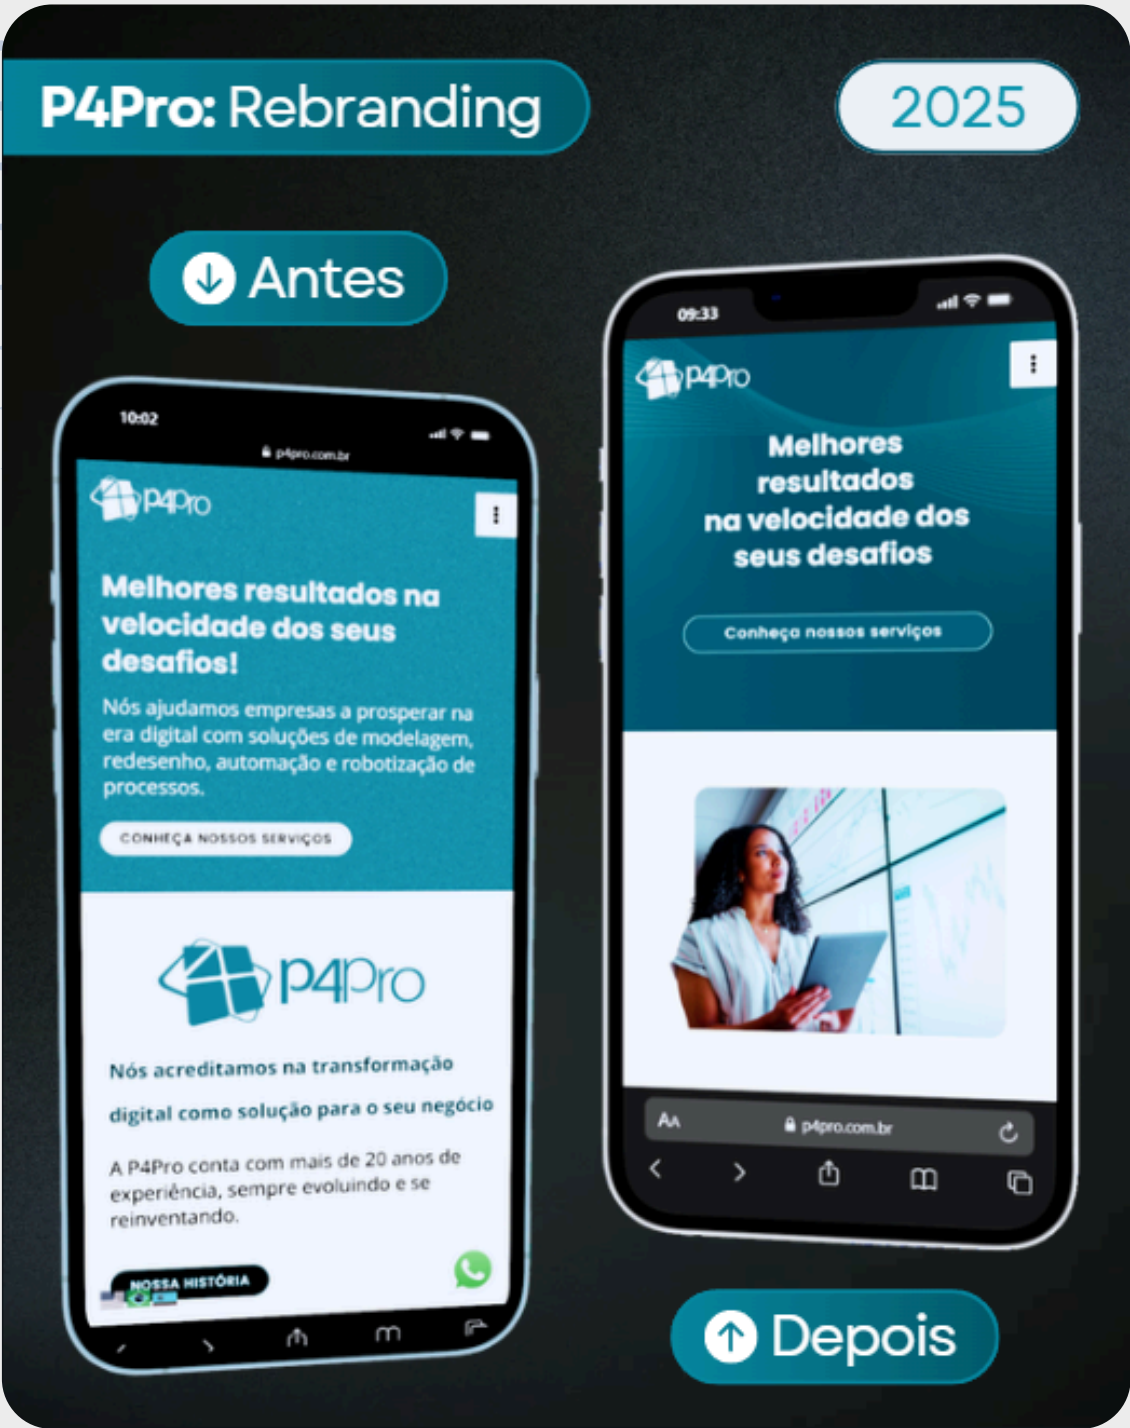 P4Pro: Rebranding
2025
Antes
10:02
p4pro.com.br
p4Pro
Melhores resultados na
velocidade dos seus
desafios!
Nós ajudamos empresas a prosperar na
era digital com soluções de modelagem,
redesenho, automação e robotização de
processos.
CONHEÇA NOSSOS SERVIÇOS
p4Pro
Nós acreditamos na transformação
digital como solução para o seu negócio
A P4Pro conta com mais de 20 anos de
experiência, sempre evoluindo e se
reinventando.
NOSSA HISTÓRIA
09:33
p4Pro
Melhores
resultados
na velocidade dos
seus desafios
Conheça nossos serviços
AA
p4pro.com.br
Depois